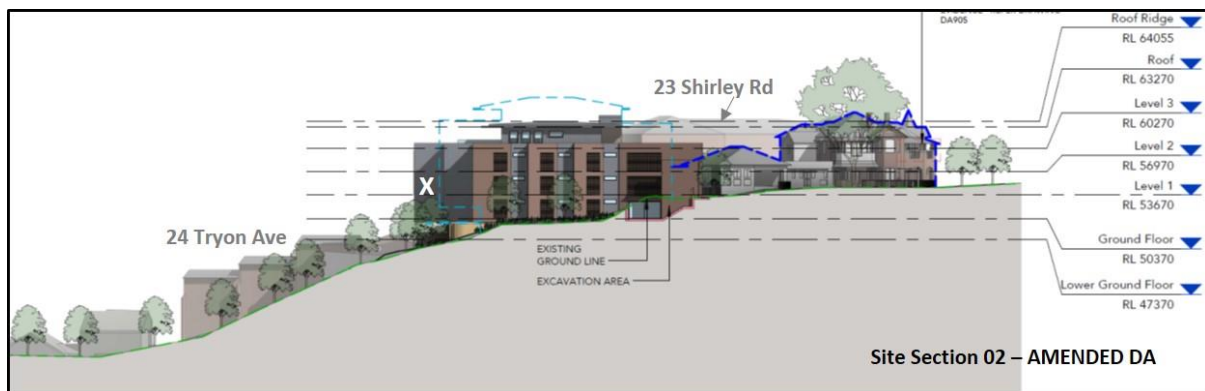 DA905
Roof Ridge
RL 64055
Roof
RL 63270
23 Shirley Rd
Level 3
RL 60270
Level 2
RL 56970
X
Level 1
RL 53670
24 Tryon Ave
Ground Floor
RL 50370
EXISTING
GROUND LINE
EXCAVATION AREA
Lower Ground Floor
RL 47370
Site Section 02 – AMENDED DA